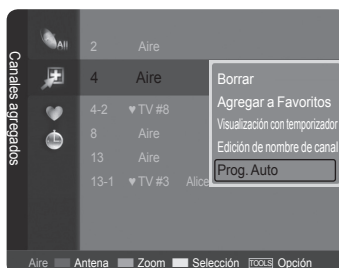 Canales agregados
All
2 Aire
4 Aire
4-2 ♥ TV #8
8 Aire
13 Aire
13-1 ♥ TV #3 Alice
Borrar
Agregar a Favoritos
Visualización con temporizador
Edición de nombre de canal
Prog. Auto
Aire Antena Zoom Selección TOOLS Opción